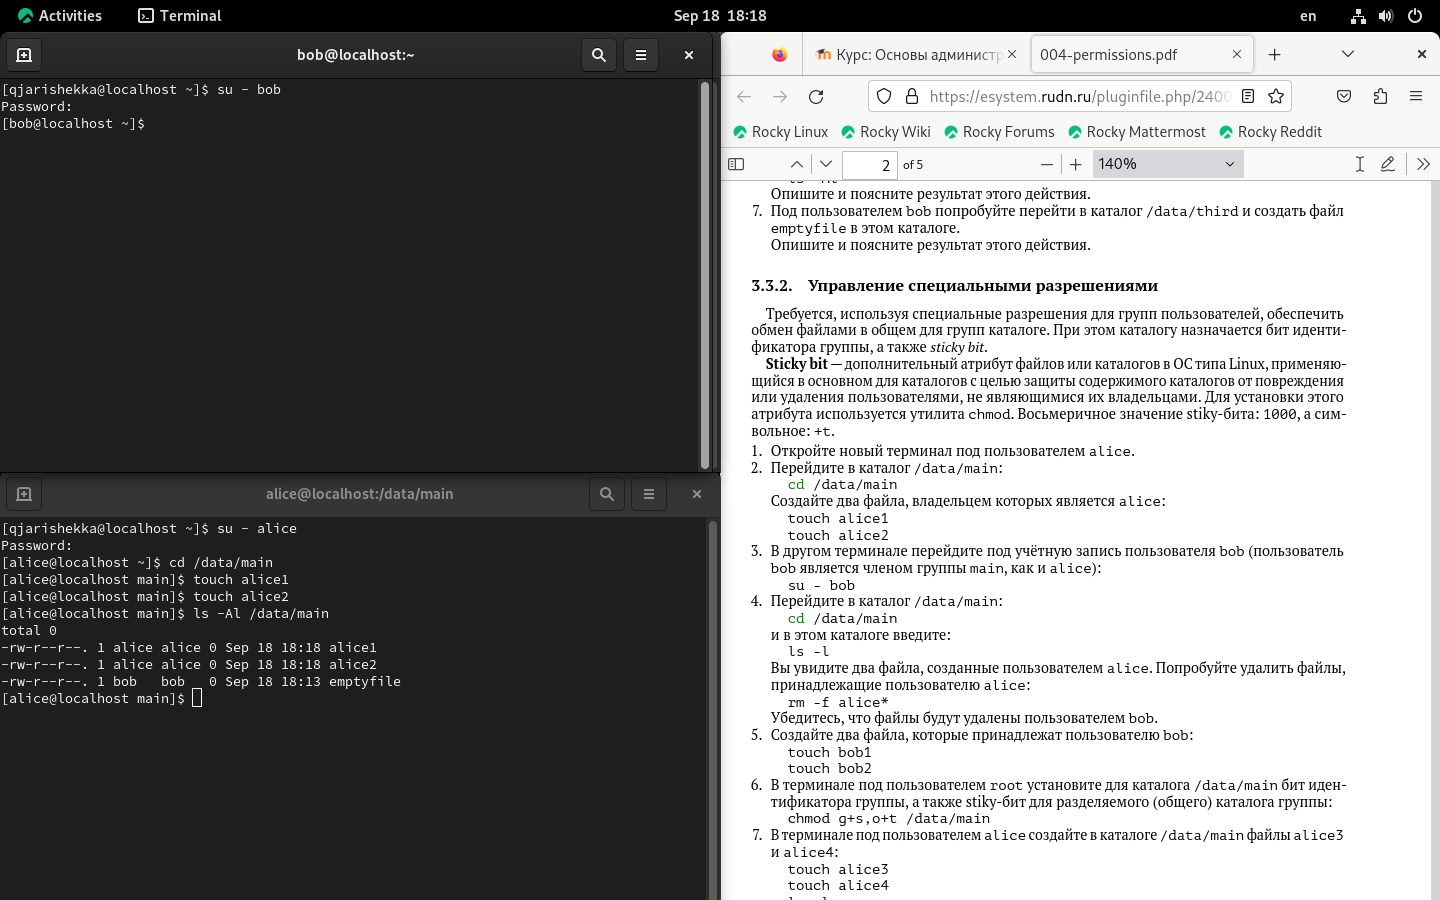 Activities Terminal Sep 18 18:18 en
bob@localhost:~
[qjarishekka@localhost ~]$ su - bob
Password:
[bob@localhost ~]$
alice@localhost:/data/main
[qjarishekka@localhost ~]$ su - alice
Password:
[alice@localhost ~]$ cd /data/main
[alice@localhost main]$ touch alice1
[alice@localhost main]$ touch alice2
[alice@localhost main]$ ls -Al /data/main
total 0
-rw-r--r--. 1 alice alice 0 Sep 18 18:18 alice1
-rw-r--r--. 1 alice alice 0 Sep 18 18:18 alice2
-rw-r--r--. 1 bob   bob   0 Sep 18 18:13 emptyfile
[alice@localhost main]$
Курс: Основы администр 004-permissions.pdf
https://esystem.rudn.ru/pluginfile.php/2400
Rocky Linux Rocky Wiki Rocky Forums Rocky Mattermost Rocky Reddit
2 of 5 140%
Опишите и поясните результат этого действия.
7. Под пользователем bob попробуйте перейти в каталог /data/third и создать файл
emptyfile в этом каталоге.
Опишите и поясните результат этого действия.
3.3.2. Управление специальными разрешениями
Требуется, используя специальные разрешения для групп пользователей, обеспечить
обмен файлами в общем для групп каталоге. При этом каталогу назначается бит иденти-
фикатора группы, а также sticky bit.
Sticky bit — дополнительный атрибут файлов или каталогов в ОС типа Linux, применяю-
щийся в основном для каталогов с целью защиты содержимого каталогов от повреждения
или удаления пользователями, не являющимися их владельцами. Для установки этого
атрибута используется утилита chmod. Восьмеричное значение stiky-бита: 1000, а сим-
вольное: +t.
1. Откройте новый терминал под пользователем alice.
2. Перейдите в каталог /data/main:
cd /data/main
Создайте два файла, владельцем которых является alice:
touch alice1
touch alice2
3. В другом терминале перейдите под учётную запись пользователя bob (пользователь
bob является членом группы main, как и alice):
su - bob
4. Перейдите в каталог /data/main:
cd /data/main
и в этом каталоге введите:
ls -l
Вы увидите два файла, созданные пользователем alice. Попробуйте удалить файлы,
принадлежащие пользователю alice:
rm -f alice*
Убедитесь, что файлы будут удалены пользователем bob.
5. Создайте два файла, которые принадлежат пользователю bob:
touch bob1
touch bob2
6. В терминале под пользователем root установите для каталога /data/main бит иден-
тификатора группы, а также stiky-бит для разделяемого (общего) каталога группы:
chmod g+s,o+t /data/main
7. В терминале под пользователем alice создайте в каталоге /data/main файлы alice3
и alice4:
touch alice3
touch alice4